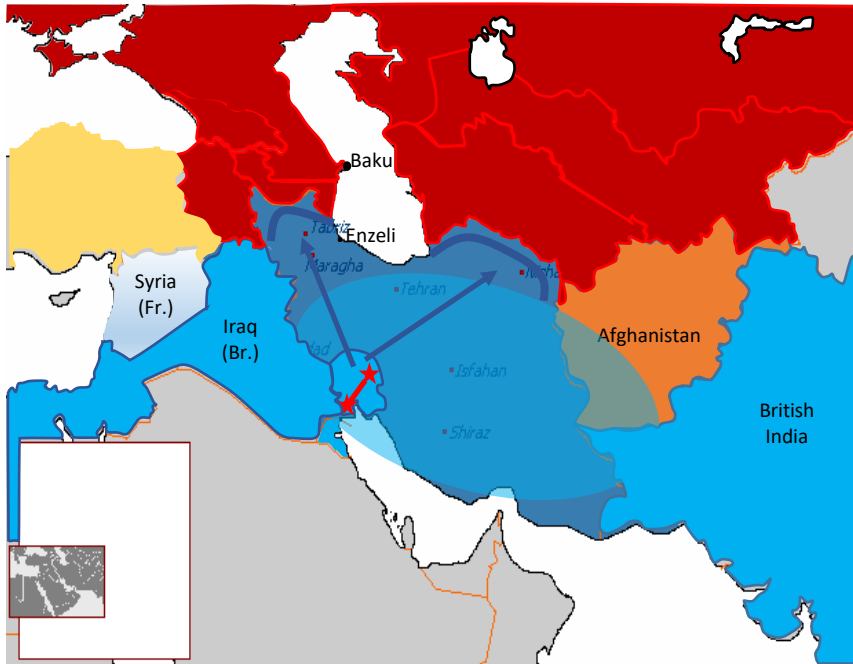 Baku
Enzeli
Tabriz
Maragha
Tehran
Syria
(Fr.)
Iraq
(Br.)
Afghanistan
Isfahan
Shiraz
British
India